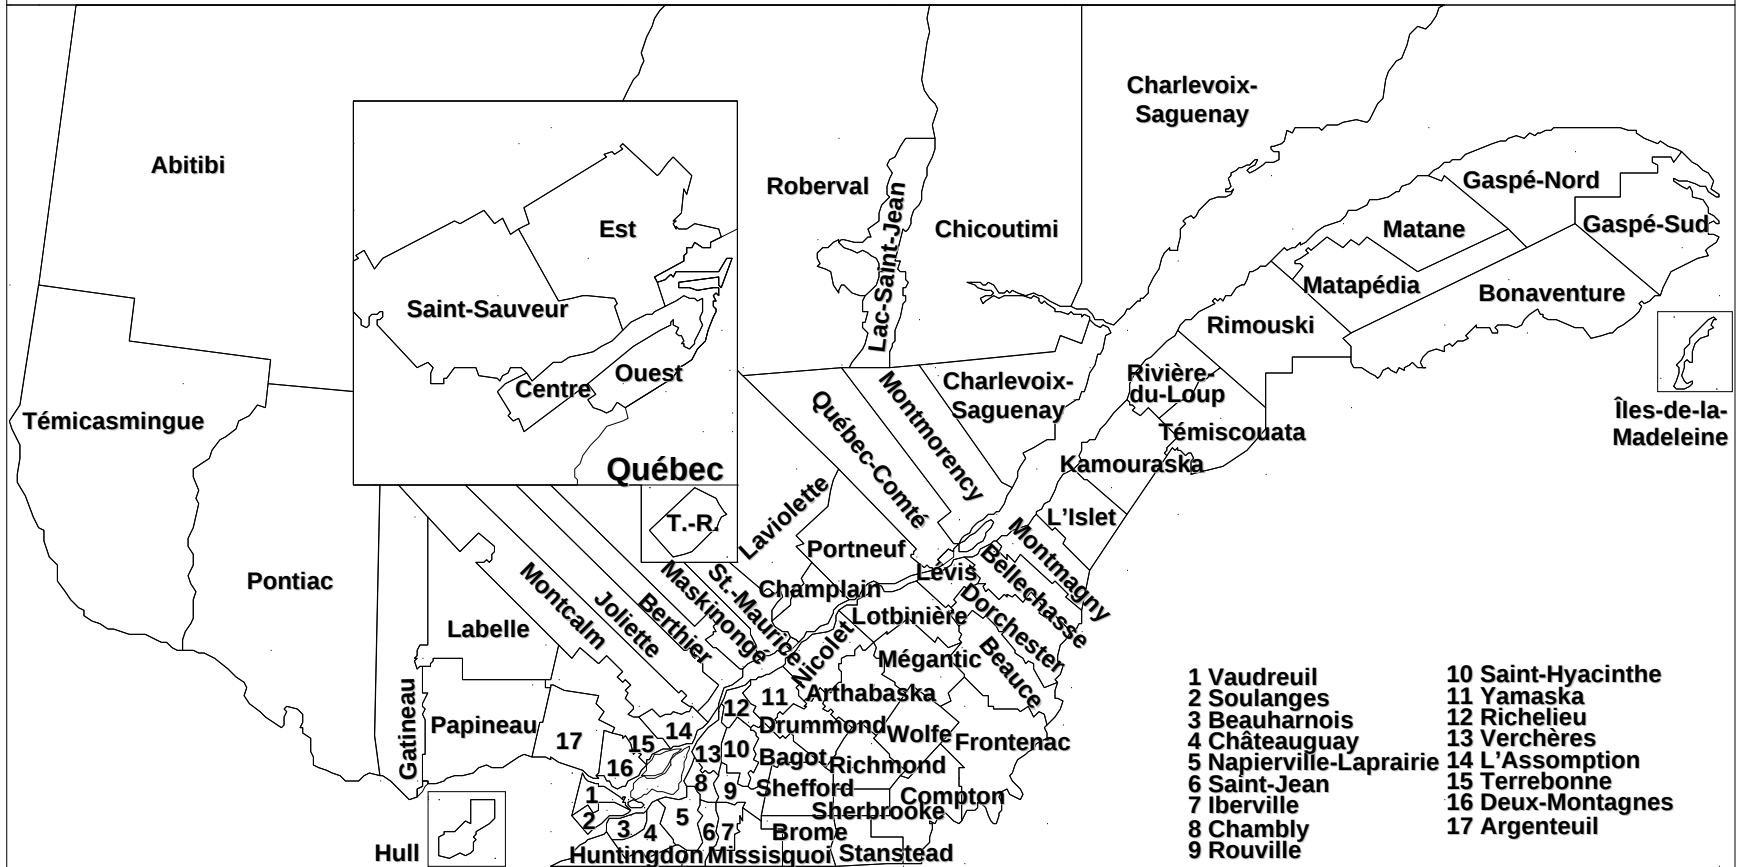 Abitibi
Charlevoix-
Saguenay
Roberval
Lac-Saint-Jean
Chicoutimi
Gaspé-Nord
Gaspé-Sud
Matane
Matapédia
Bonaventure
Rimouski
Îles-de-la-
Madeleine
Est
Saint-Sauveur
Centre
Ouest
Québec
Témicasmingue
Charlevoix-
Saguenay
Montmorency
Québec-Comté
Rivière-
du-Loup
Témiscouata
Kamouraska
L'Islet
Montmagny
Bellechasse
Lévis
Dorchester
Beauce
T.-R.
Laviolette
Portneuf
Champlain
St.-Maurice
Maskinongé
Berthier
Joliette
Montcalm
Pontiac
Labelle
Gatineau
Papineau
Hull
Lotbinière
Nicolet
Mégantic
Arthabaska
Drummond
Wolfe
Frontenac
Bagot
Richmond
Shefford
Compton
Sherbrooke
Brome
Stanstead
Huntingdon
Missisquoi
11
12
14
17
15
13
10
16
8
9
1
2
3
4
5
6
7
1 Vaudreuil
2 Soulanges
3 Beauharnois
4 Châteauguay
5 Napierville-Laprairie
6 Saint-Jean
7 Iberville
8 Chambly
9 Rouville
10 Saint-Hyacinthe
11 Yamaska
12 Richelieu
13 Verchères
14 L'Assomption
15 Terrebonne
16 Deux-Montagnes
17 Argenteuil